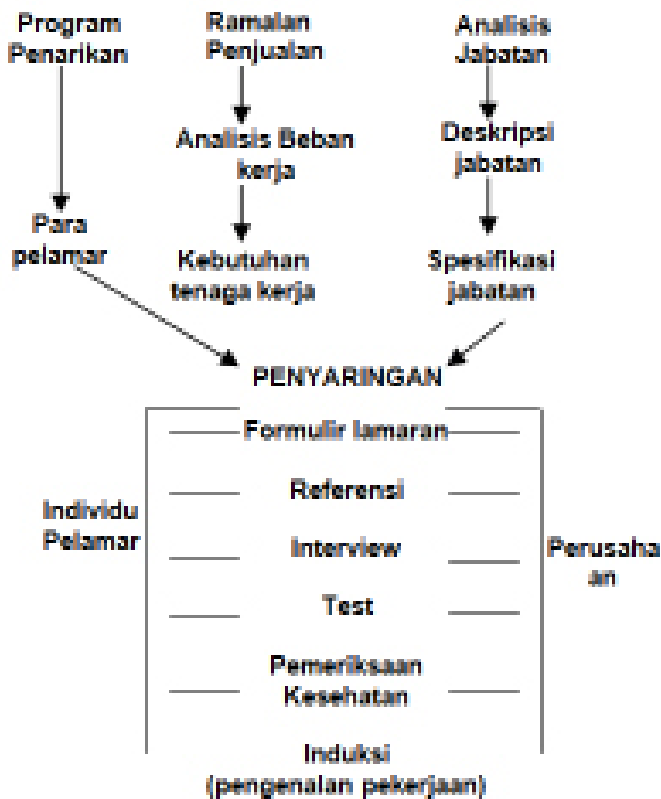 Program
Penarikan
Ramalan
Penjualan
Analisis
Jabatan
Analisis Beban
kerja
Deskripsi
jabatan
Para
pelamar
Kebutuhan
tenaga kerja
Spesifikasi
jabatan
PENYARINGAN
Formulir lamaran
Referensi
Individu
Pelamar
Interview
Perusaha
an
Test
Pemeriksaan
Kesehatan
Induksi
(pengenalan pekerjaan)